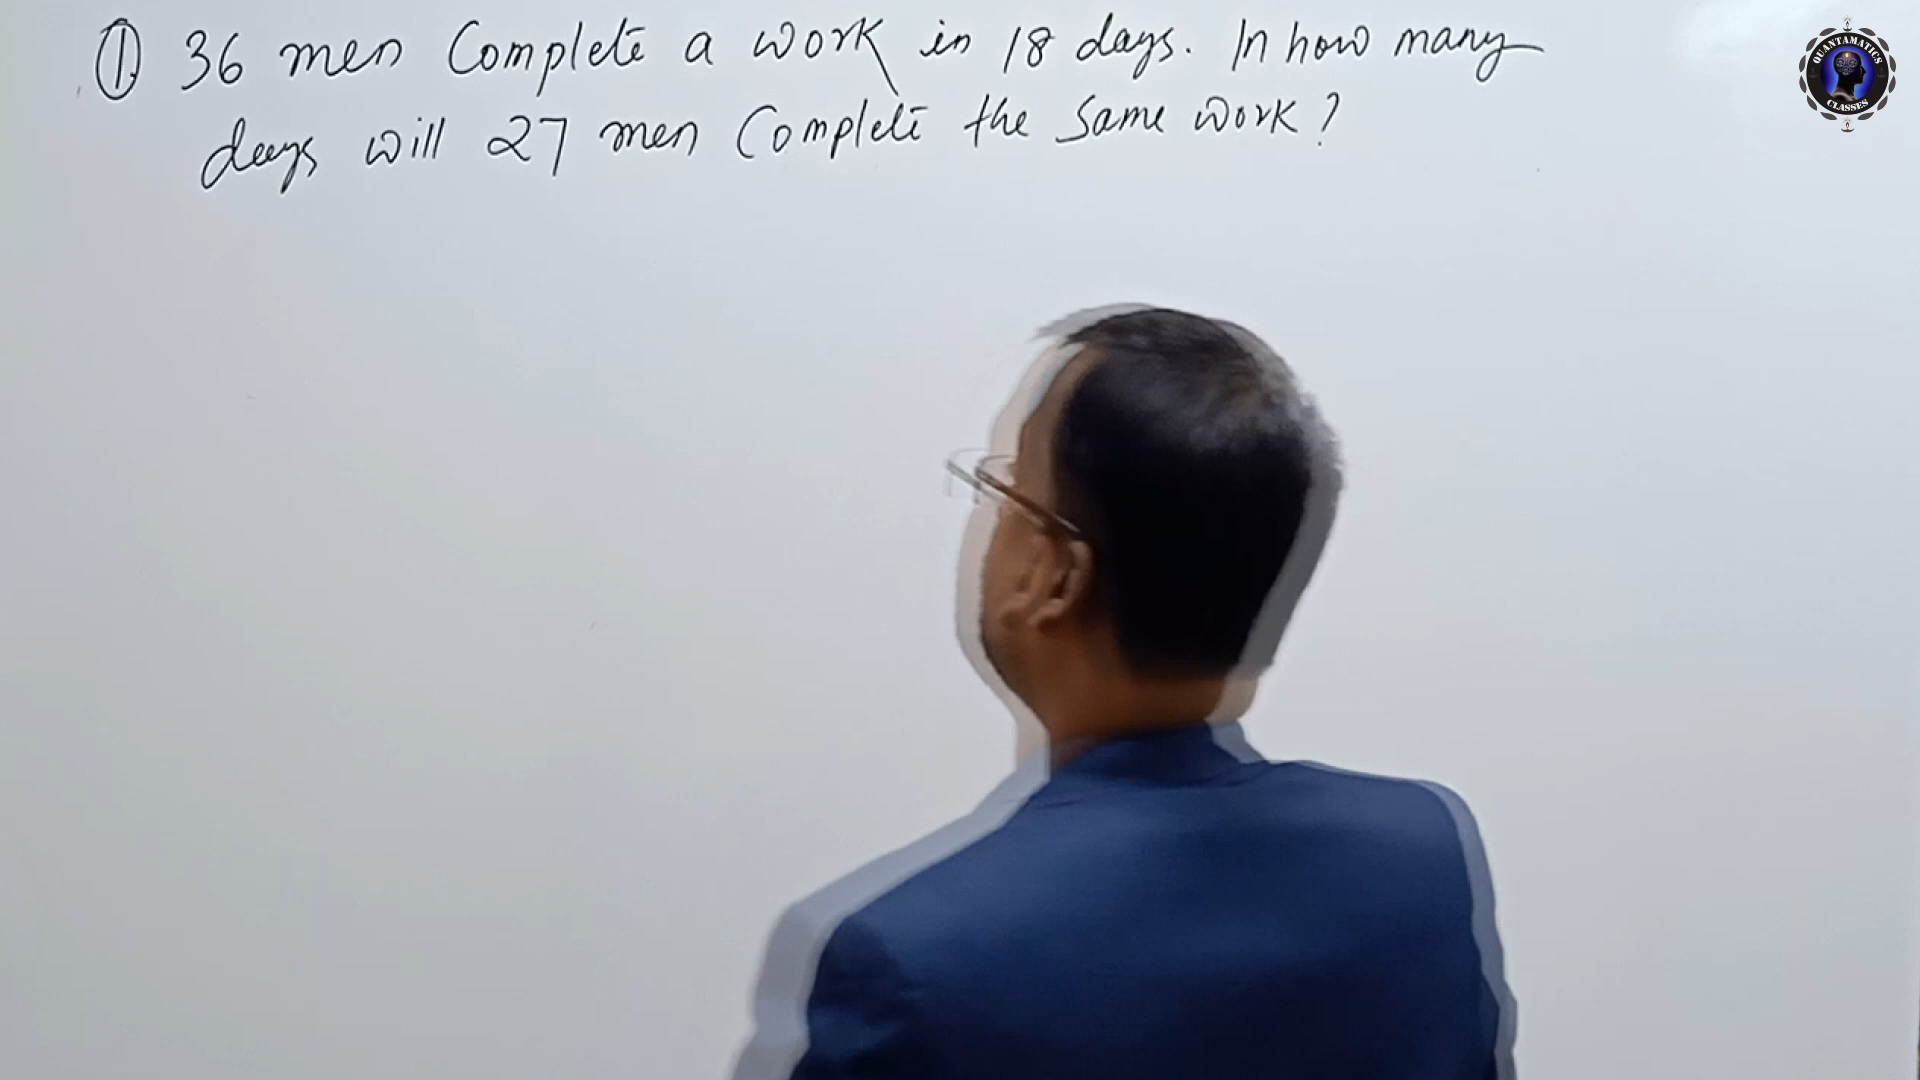 ① 36 men Complete a work in 18 days. In how many
days will 27 men Complete the same work?
QUANTAMATICS
CLASSES